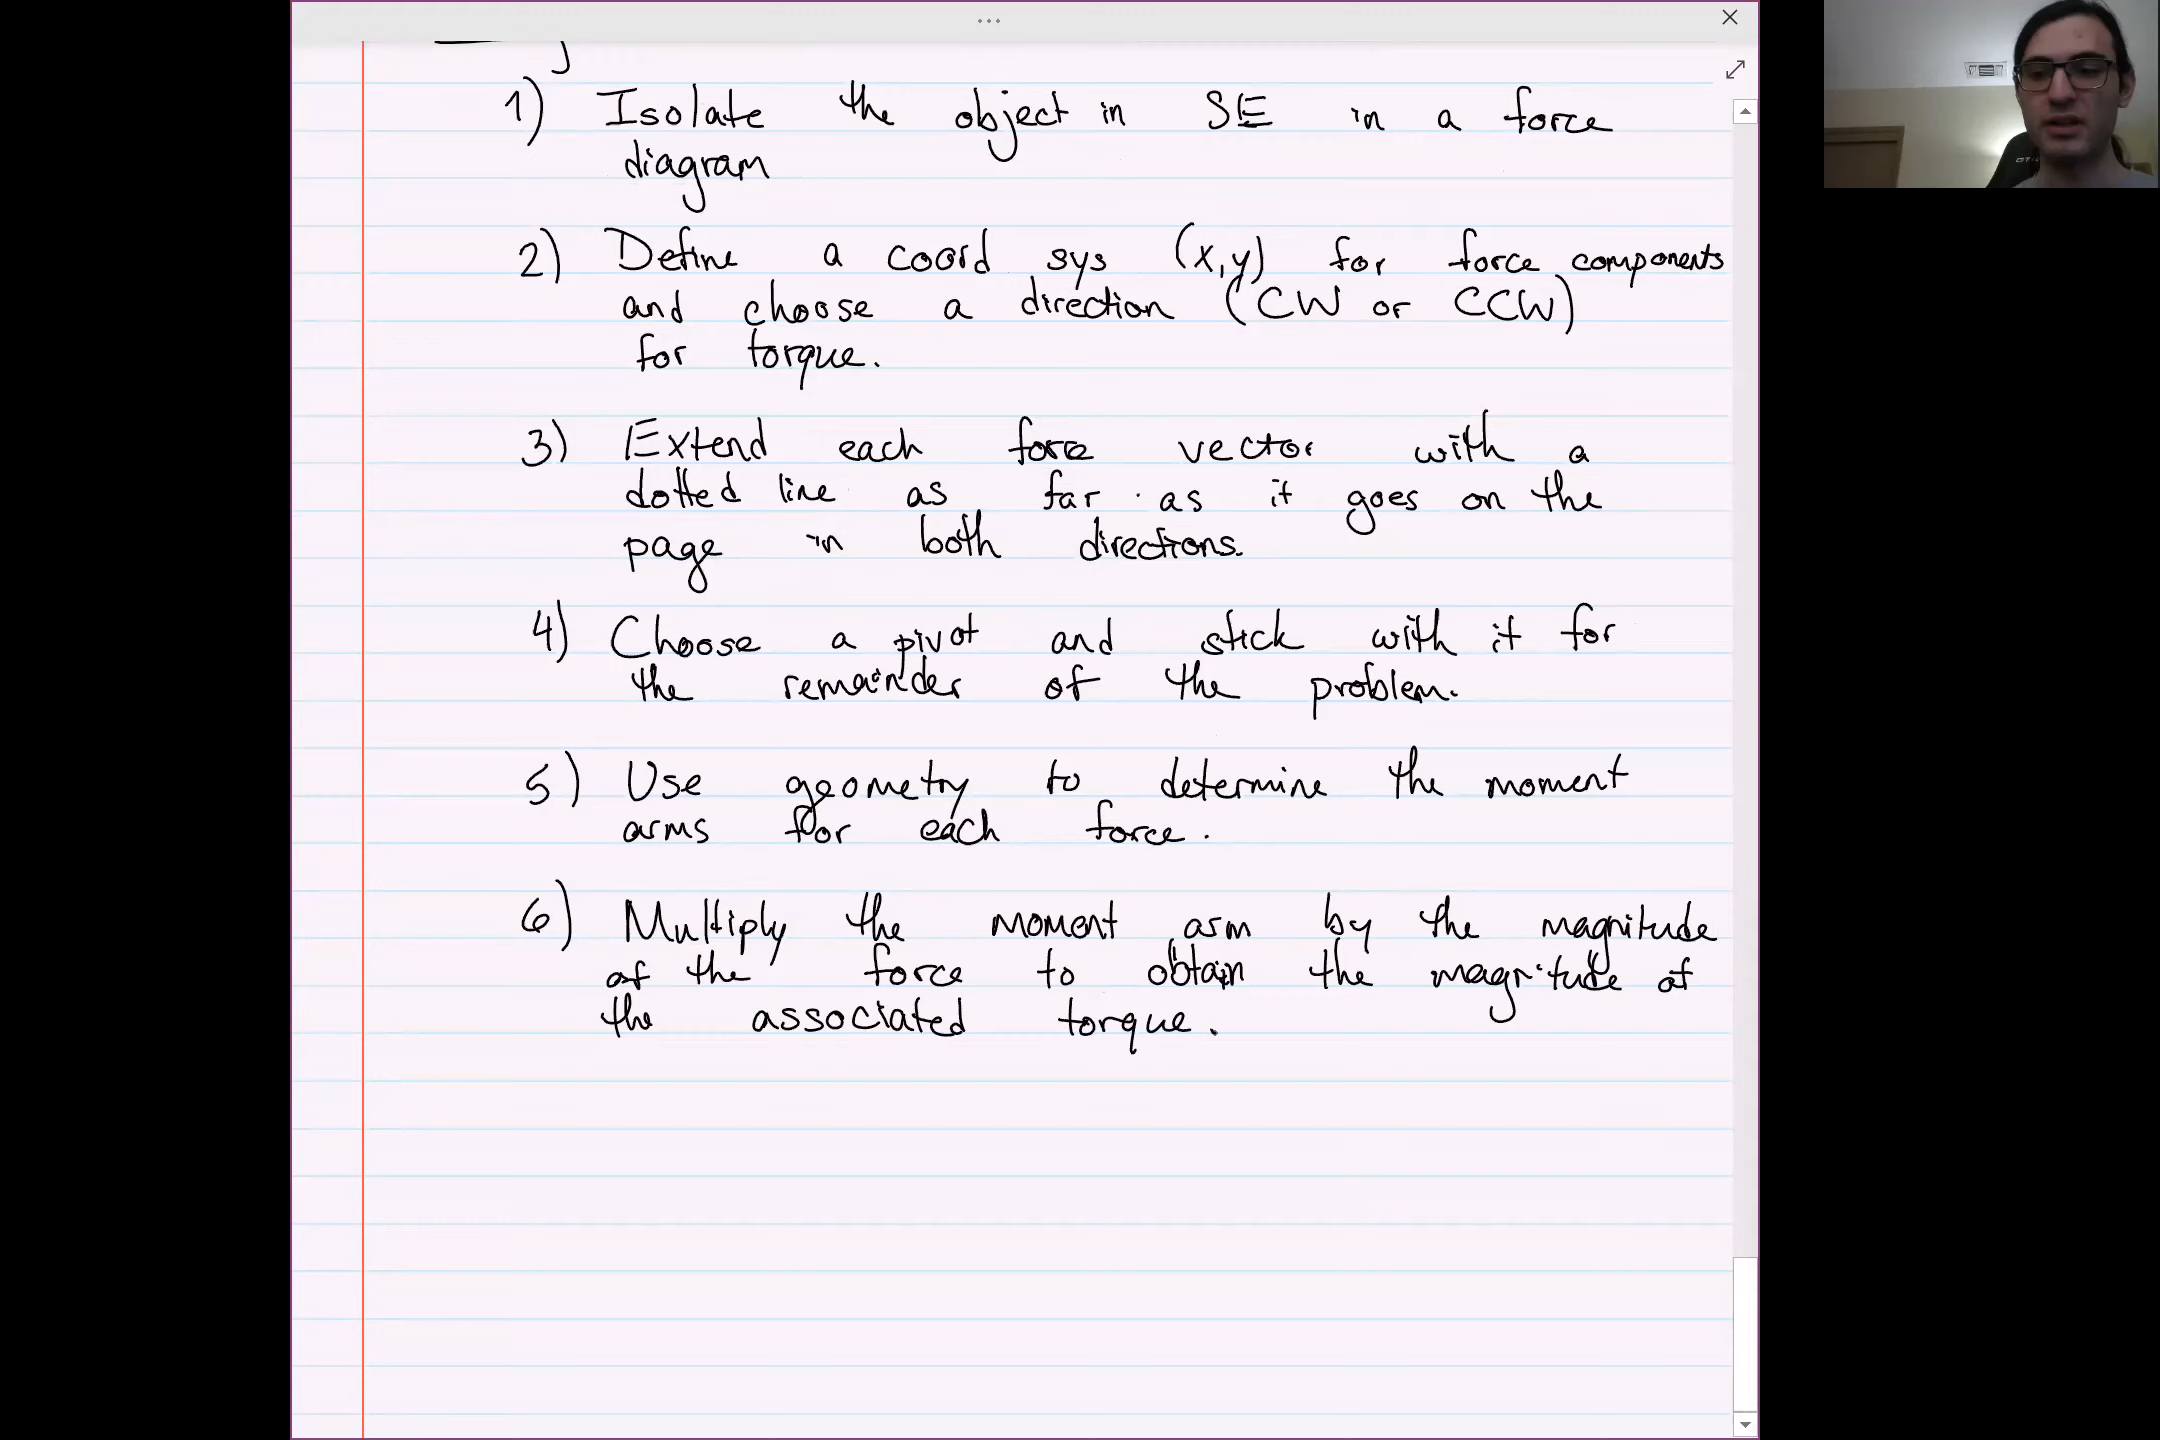 1) Isolate the object in SE in a force
diagram
2) Define a coord sys (x,y) for force components
and choose a direction (CW or CCW)
for torque.
3) Extend each force vector with a
dotted line as far as it goes on the
page in both directions.
4) Choose a pivot and stick with it for
the remainder of the problem.
5) Use geometry to determine the moment
arms for each force.
6) Multiply the moment arm by the magnitude
of the force to obtain the magnitude of
the associated torque.